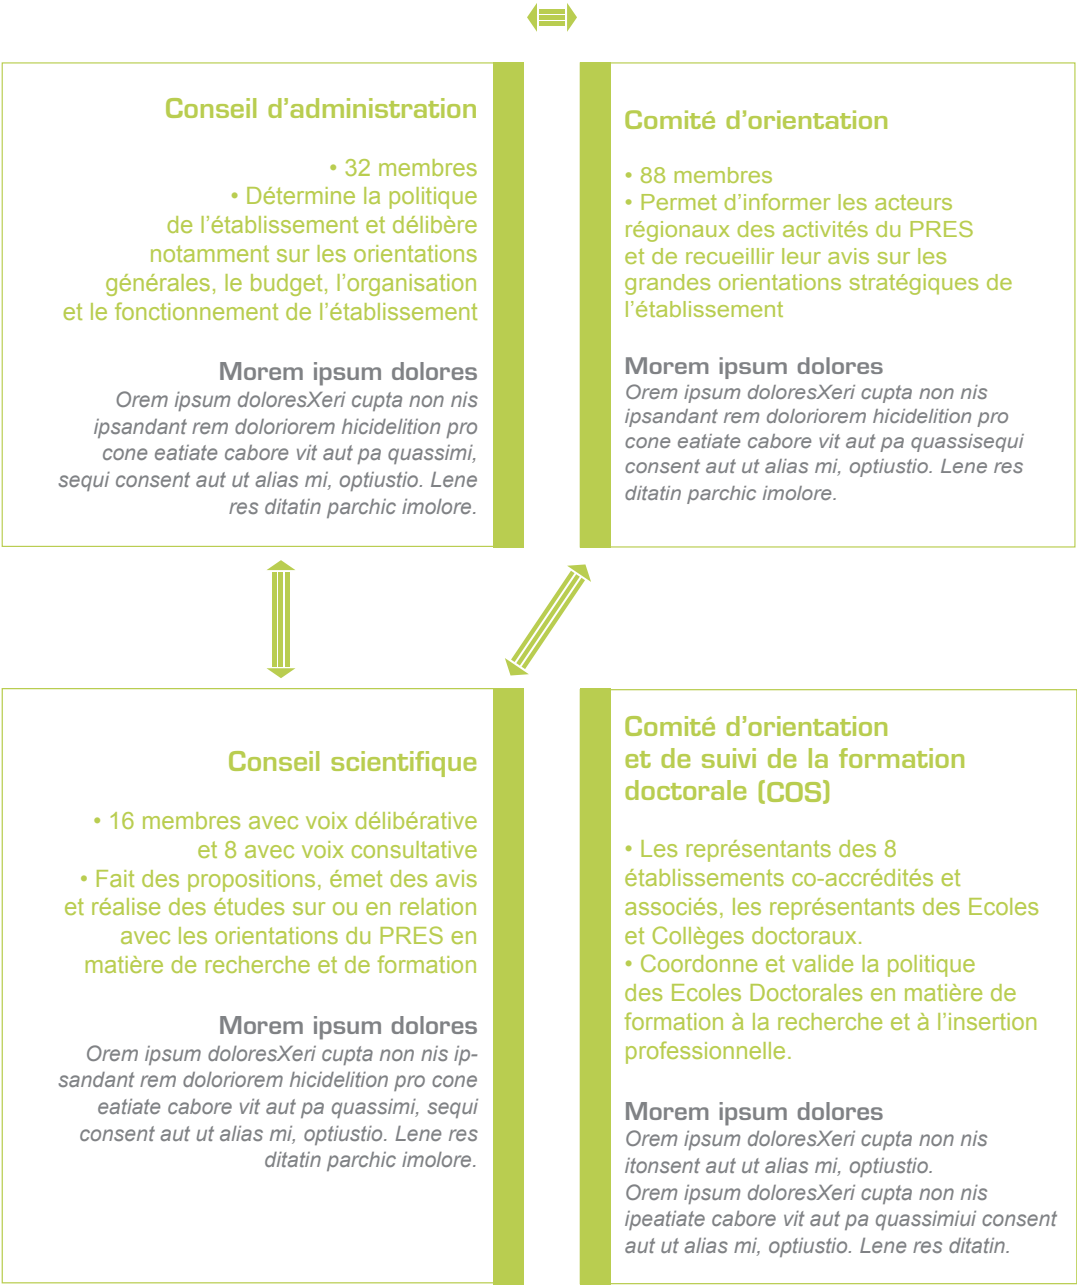 Conseil d’administration
• 32 membres
• Détermine la politique
de l’établissement et délibère
notamment sur les orientations
générales, le budget, l’organisation
et le fonctionnement de l’établissement
Morem ipsum dolores
Orem ipsum doloresXeri cupta non nis
ipsandant rem doloriorem hicidelition pro
cone eatiate cabore vit aut pa quassimi,
sequi consent aut ut alias mi, optiustio. Lene
res ditatin parchic imolore.
Comité d’orientation
• 88 membres
• Permet d’informer les acteurs
régionaux des activités du PRES
et de recueillir leur avis sur les
grandes orientations stratégiques de
l’établissement
Morem ipsum dolores
Orem ipsum doloresXeri cupta non nis
ipsandant rem doloriorem hicidelition pro
cone eatiate cabore vit aut pa quassisequi
consent aut ut alias mi, optiustio. Lene res
ditatin parchic imolore.
Conseil scientifique
• 16 membres avec voix délibérative
et 8 avec voix consultative
• Fait des propositions, émet des avis
et réalise des études sur ou en relation
avec les orientations du PRES en
matière de recherche et de formation
Morem ipsum dolores
Orem ipsum doloresXeri cupta non nis ip-
sandant rem doloriorem hicidelition pro cone
eatiate cabore vit aut pa quassimi, sequi
consent aut ut alias mi, optiustio. Lene res
ditatin parchic imolore.
Comité d’orientation
et de suivi de la formation
doctorale (COS)
• Les représentants des 8
établissements co-accrédités et
associés, les représentants des Ecoles
et Collèges doctoraux.
• Coordonne et valide la politique
des Ecoles Doctorales en matière de
formation à la recherche et à l’insertion
professionnelle.
Morem ipsum dolores
Orem ipsum doloresXeri cupta non nis
itonsent aut ut alias mi, optiustio.
Orem ipsum doloresXeri cupta non nis
ipeatiate cabore vit aut pa quassimiui consent
aut ut alias mi, optiustio. Lene res ditatin.